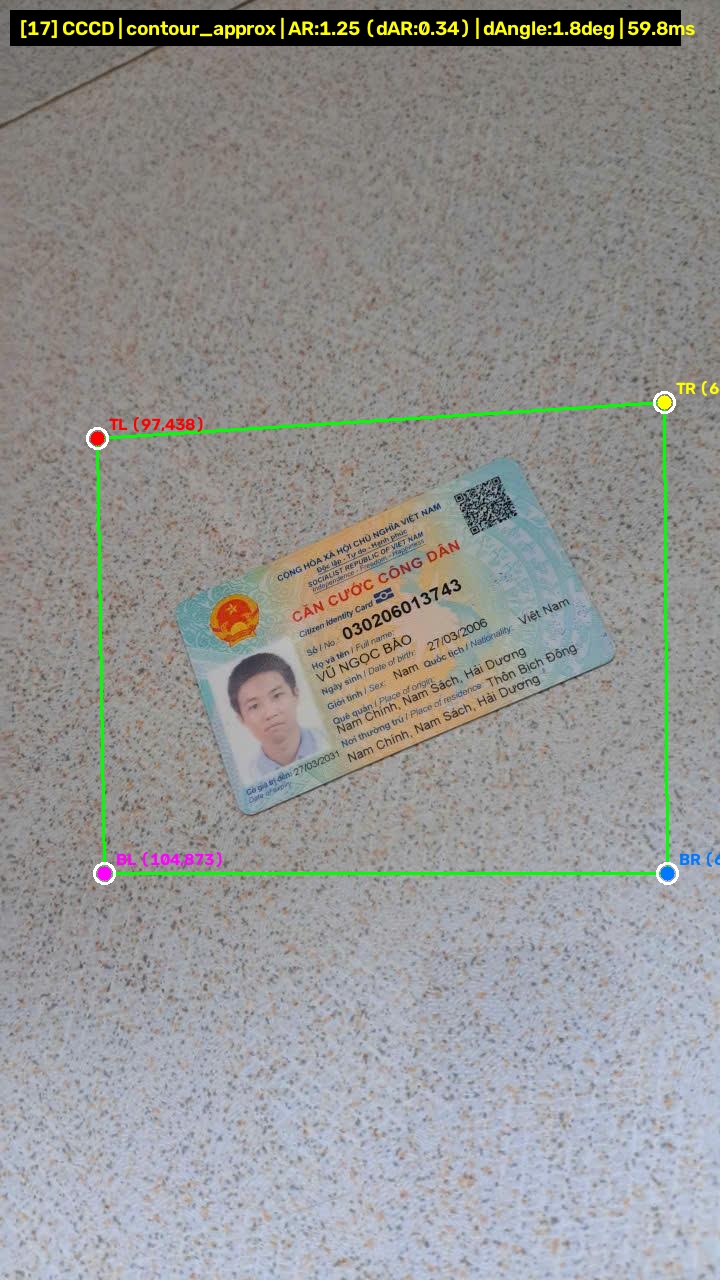 [17] CCCD | contour_approx | AR:1.25 (dAR:0.34) | dAngle:1.8deg | 59.8ms
TR (6
TL (97,438)
CỘNG HÒA XÃ HỘI CHỦ NGHĨA VIỆT NAM
Độc lập - Tự do - Hạnh phúc
SOCIALIST REPUBLIC OF VIET NAM
Independence - Freedom - Happiness
CĂN CƯỚC CÔNG DÂN
Citizen Identity Card
Số / No.: 030206013743
Họ và tên / Full name:
VŨ NGỌC BẢO
Ngày sinh / Date of birth: 27/03/2006
Giới tính / Sex: Nam Quốc tịch / Nationality: Việt Nam
Quê quán / Place of origin:
Nam Chính, Nam Sách, Hải Dương
Nơi thường trú / Place of residence: Thôn Bịch Đông
Nam Chính, Nam Sách, Hải Dương
Có giá trị đến: 27/03/2031
Date of expiry
BL (104,873)
BR (6